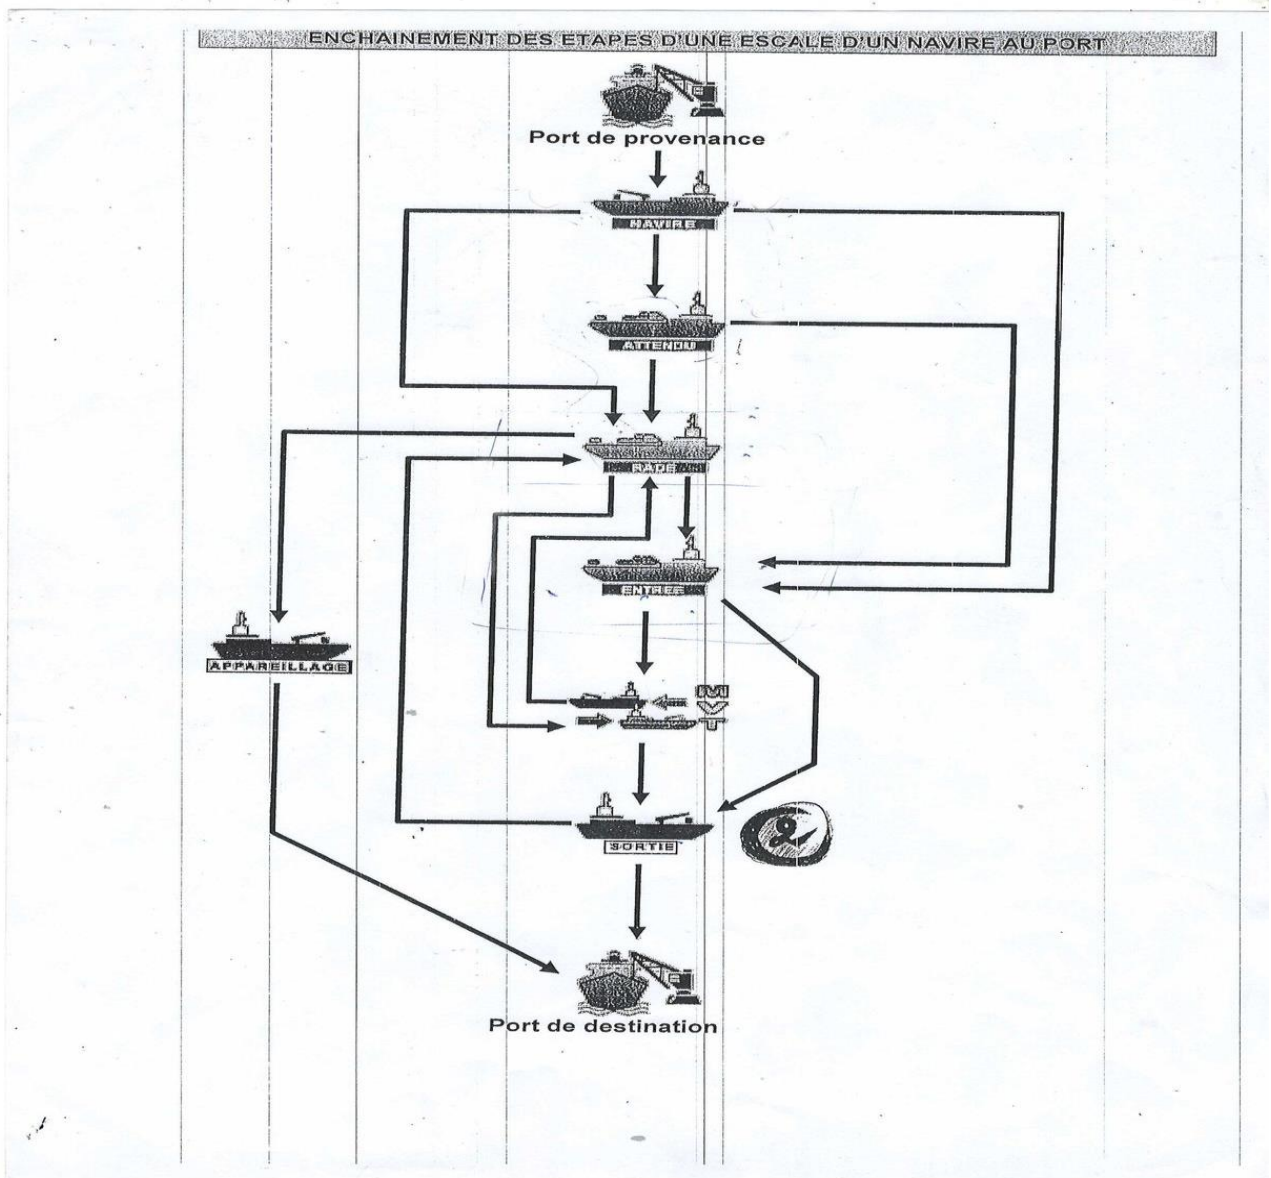 ENCHAINEMENT DES ETAPES D'UNE ESCALE D'UN NAVIRE AU PORT
Port de provenance
NAVIRE
ATTENDU
RADE
ENTREE
APPAREILLAGE
MVT
SORTIE
2
Port de destination